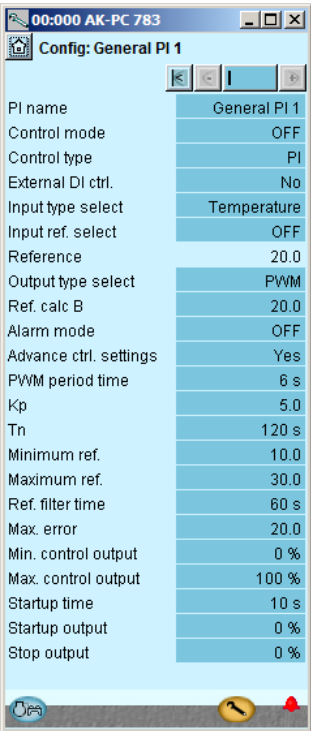 00:000 AK-PC 783
Config: General PI 1
PI name General PI 1
Control mode OFF
Control type PI
External DI ctrl. No
Input type select Temperature
Input ref. select OFF
Reference 20.0
Output type select PWM
Ref. calc B 20.0
Alarm mode OFF
Advance ctrl. settings Yes
PWM period time 6 s
Kp 5.0
Tn 120 s
Minimum ref. 10.0
Maximum ref. 30.0
Ref. filter time 60 s
Max. error 20.0
Min. control output 0 %
Max. control output 100 %
Startup time 10 s
Startup output 0 %
Stop output 0 %